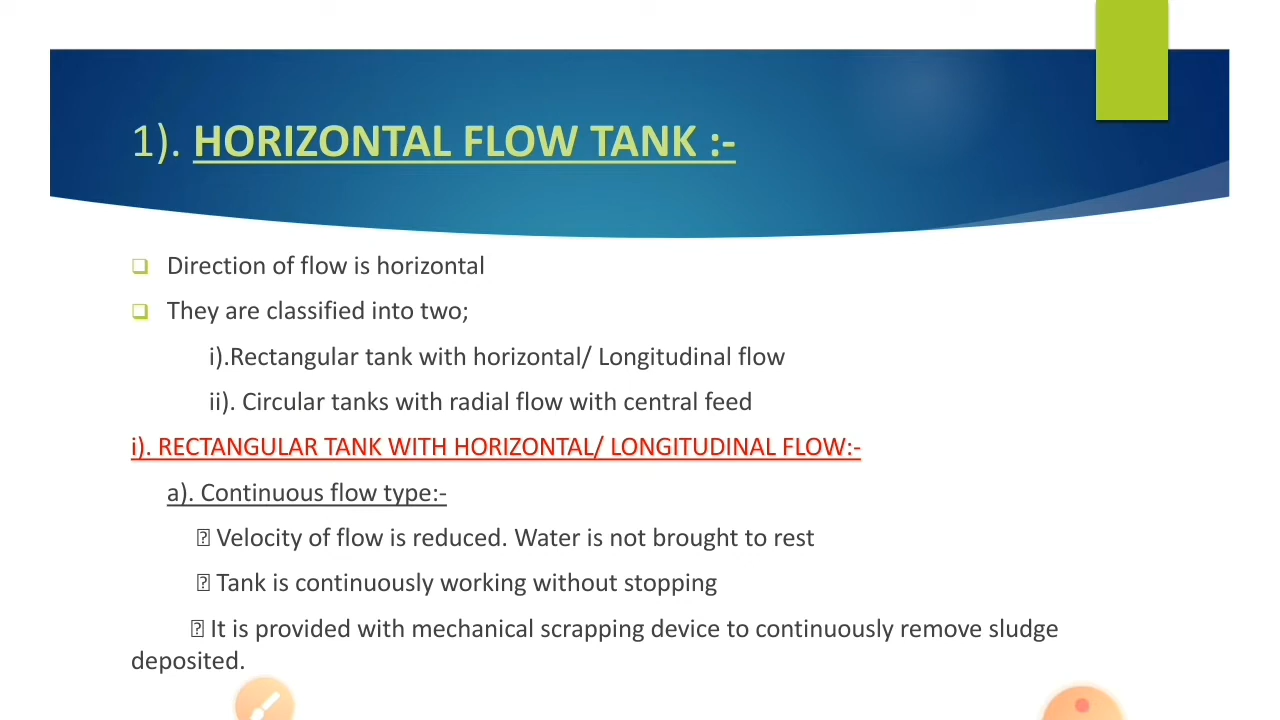 1). HORIZONTAL FLOW TANK :-
❑ Direction of flow is horizontal
❑ They are classified into two;
i).Rectangular tank with horizontal/ Longitudinal flow
ii). Circular tanks with radial flow with central feed
i). RECTANGULAR TANK WITH HORIZONTAL/ LONGITUDINAL FLOW:-
a). Continuous flow type:-
⍰ Velocity of flow is reduced. Water is not brought to rest
⍰ Tank is continuously working without stopping
⍰ It is provided with mechanical scrapping device to continuously remove sludge
deposited.